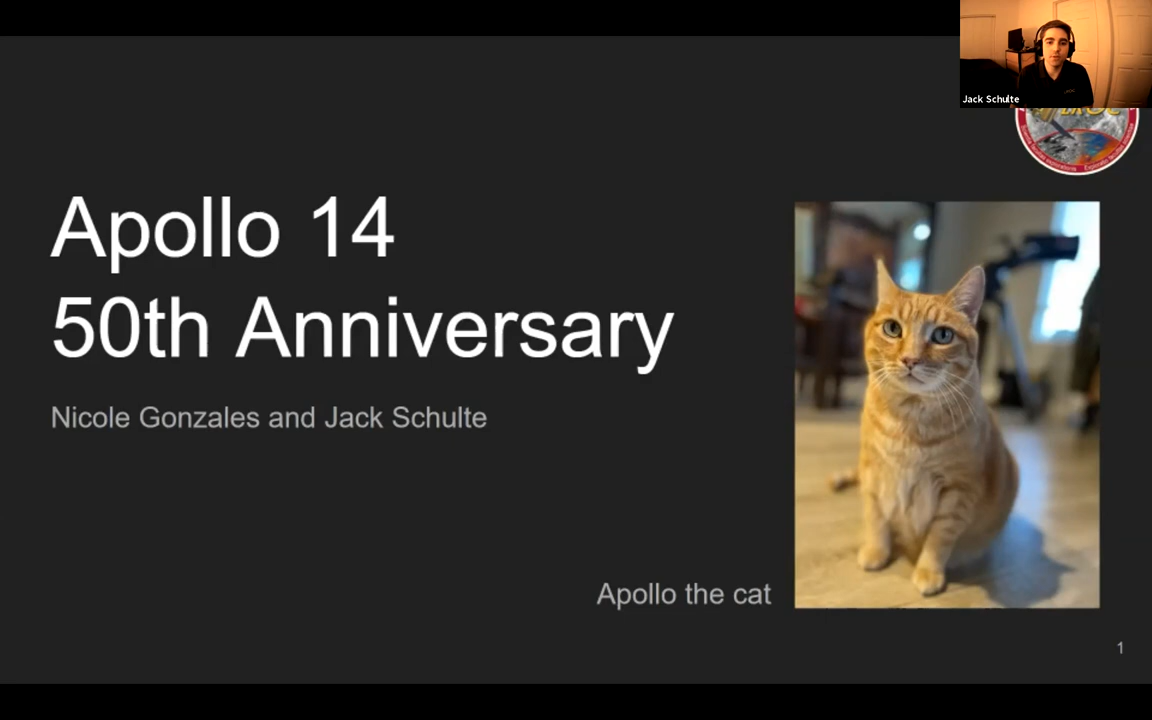 Jack Schulte
Apollo 14
50th Anniversary
Nicole Gonzales and Jack Schulte
Apollo the cat
1